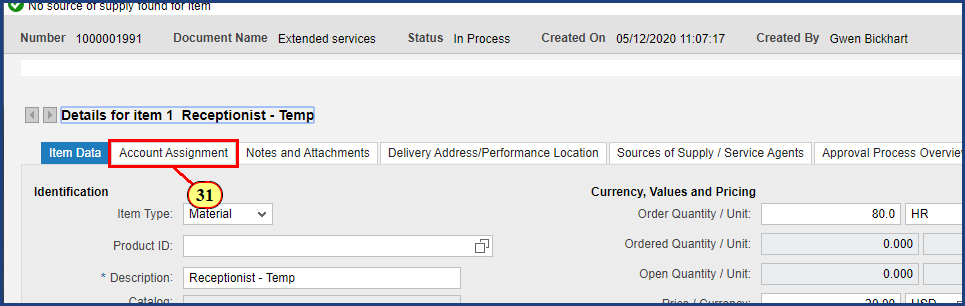 No source of supply found for item
Number 1000001991 Document Name Extended services Status In Process Created On 05/12/2020 11:07:17 Created By Gwen Bickhart
Details for item 1 Receptionist - Temp
Item Data Account Assignment Notes and Attachments Delivery Address/Performance Location Sources of Supply / Service Agents Approval Process Overview
31
Identification Currency, Values and Pricing
Item Type: Material Order Quantity / Unit: 80.0 HR
Product ID: Ordered Quantity / Unit: 0.000
* Description: Receptionist - Temp Open Quantity / Unit: 0.000
Catalog: Price / Currency: 20.00 USD